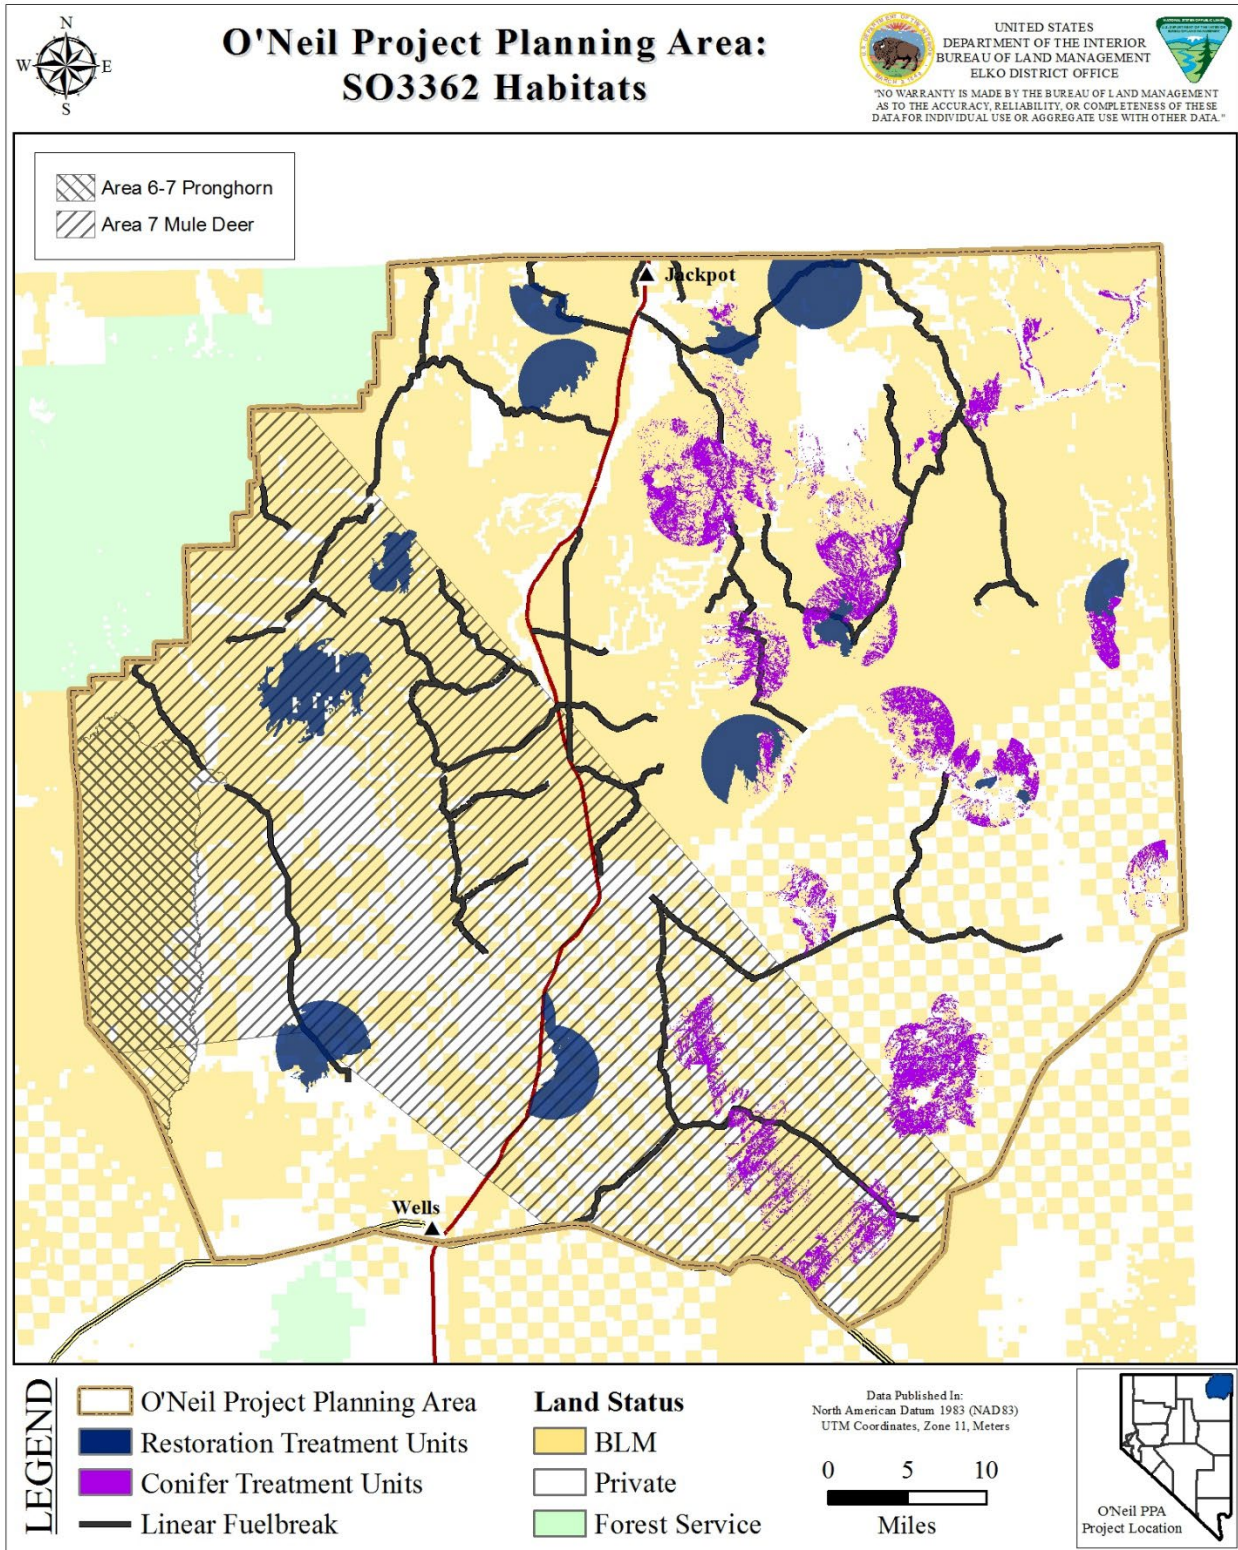 N
W
E
S
O'Neil Project Planning Area:
SO3362 Habitats
UNITED STATES
DEPARTMENT OF THE INTERIOR
BUREAU OF LAND MANAGEMENT
ELKO DISTRICT OFFICE
"NO WARRANTY IS MADE BY THE BUREAU OF LAND MANAGEMENT
AS TO THE ACCURACY, RELIABILITY, OR COMPLETENESS OF THESE
DATA FOR INDIVIDUAL USE OR AGGREGATE USE WITH OTHER DATA."
Area 6-7 Pronghorn
Area 7 Mule Deer
Jackpot
Wells
LEGEND
O'Neil Project Planning Area
Restoration Treatment Units
Conifer Treatment Units
Linear Fuelbreak
Land Status
BLM
Private
Forest Service
Data Published In:
North American Datum 1983 (NAD83)
UTM Coordinates, Zone 11, Meters
0 5 10
Miles
O'Neil PPA
Project Location